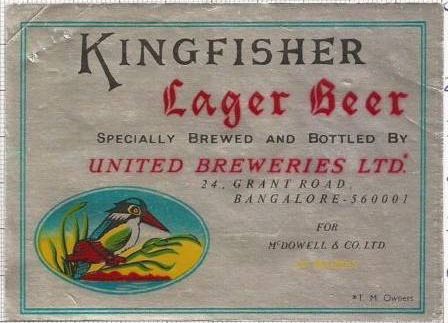 KINGFISHER
Lager Beer
SPECIALLY BREWED AND BOTTLED BY
UNITED BREWERIES LTD.*
24, GRANT ROAD,
BANGALORE-560001
FOR
McDOWELL & CO. LTD.
*T. M. Owners